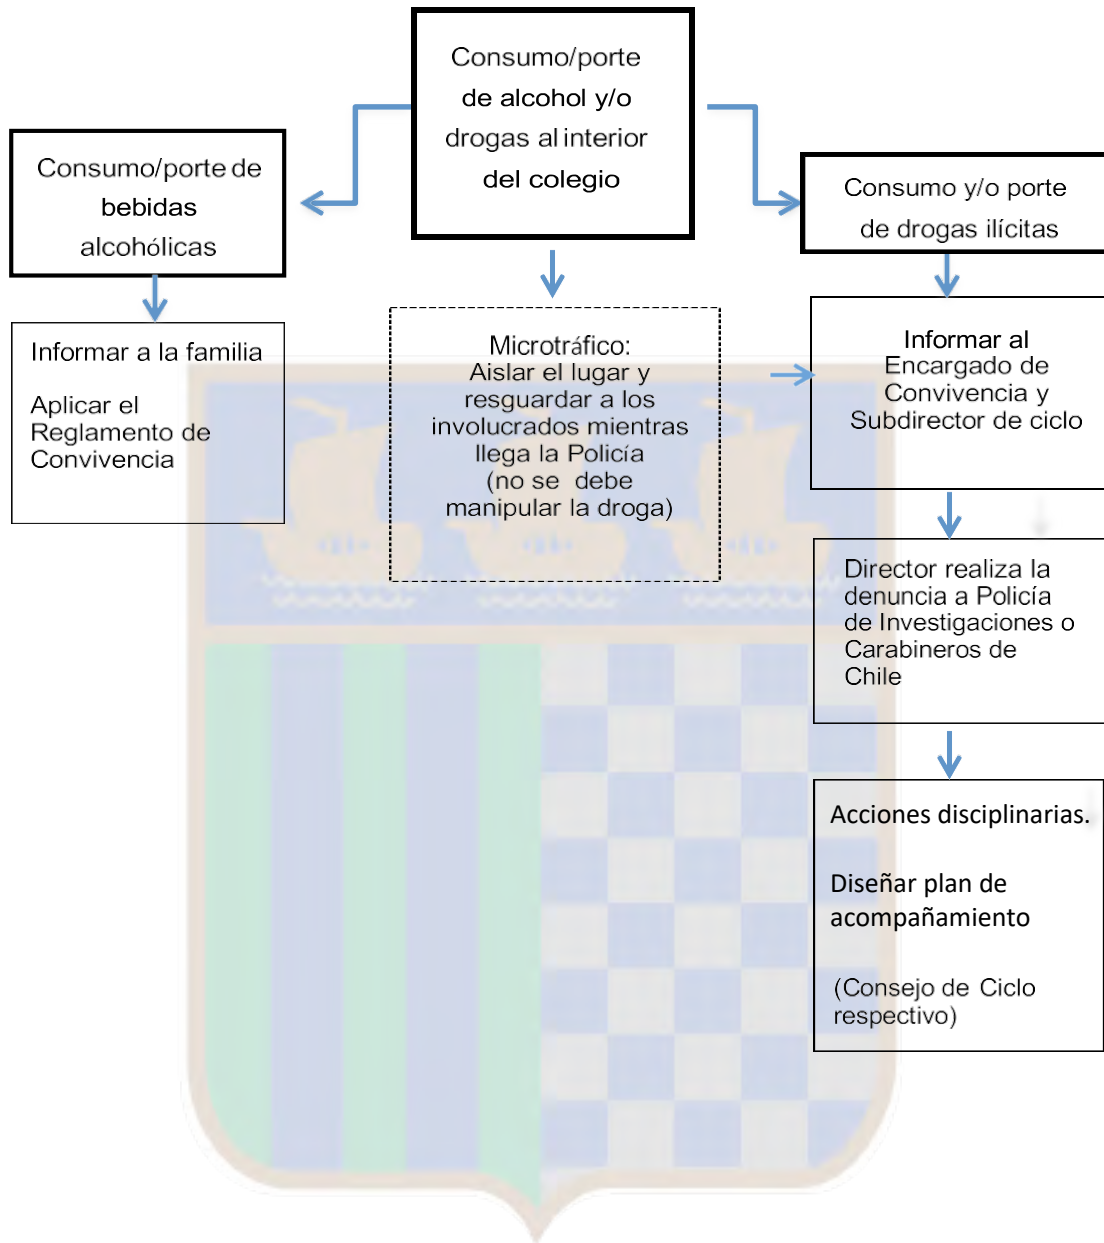 Consumo/porte
de alcohol y/o
drogas al interior
del colegio
Consumo/porte de
bebidas
alcohólicas
Consumo y/o porte
de drogas ilícitas
Informar a la familia
Aplicar el
Reglamento de
Convivencia
Microtráfico:
Aislar el lugar y
resguardar a los
involucrados mientras
llega la Policía
(no se debe
manipular la droga)
Informar al
Encargado de
Convivencia y
Subdirector de ciclo
Director realiza la
denuncia a Policía
de Investigaciones o
Carabineros de
Chile
Acciones disciplinarias.
Diseñar plan de
acompañamiento
(Consejo de Ciclo
respectivo)